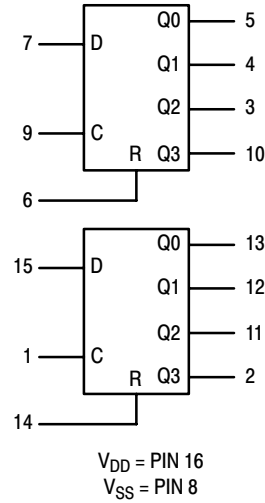 Q0 5
7 D
Q1 4
Q2 3
9 C
R Q3 10
6
Q0 13
15 D
Q1 12
Q2 11
1 C
R Q3 2
14
VDD = PIN 16
VSS = PIN 8